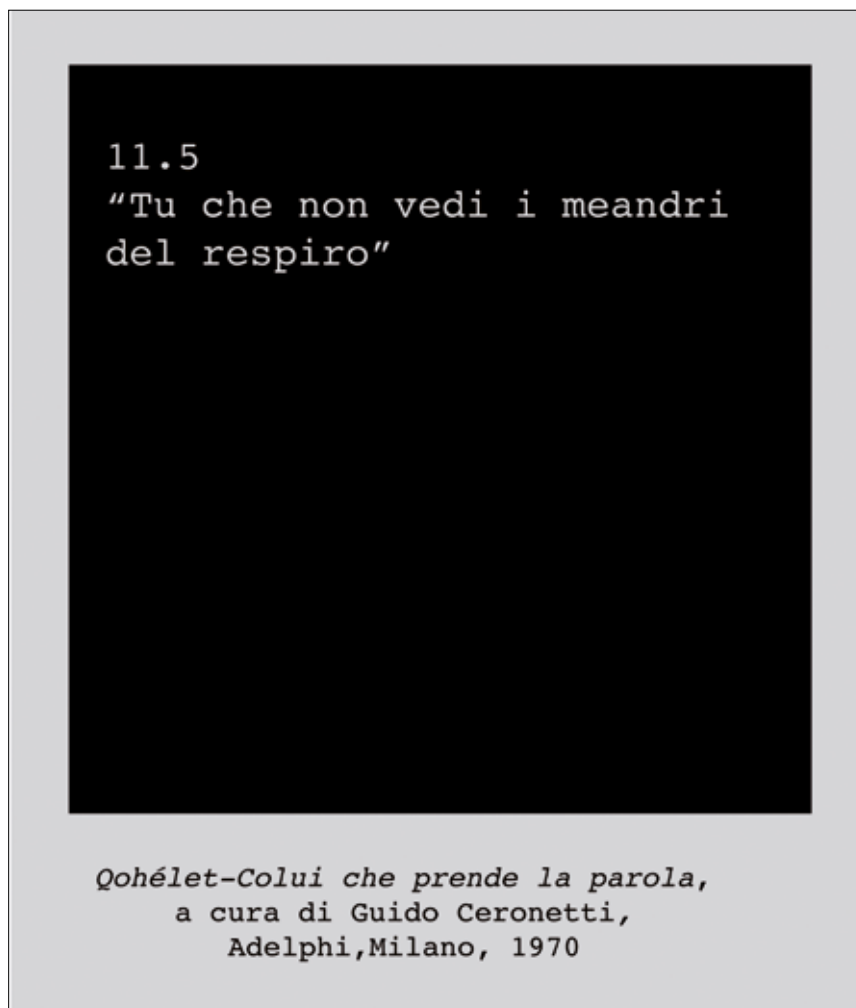 11.5
“Tu che non vedi i meandri
del respiro”
Qohélet-Colui che prende la parola,
a cura di Guido Ceronetti,
Adelphi,Milano, 1970